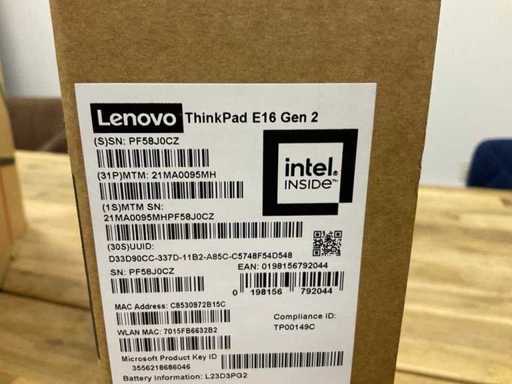 Lenovo ThinkPad E16 Gen 2
(S)SN: PF58J0CZ
(31P)MTM: 21MA0095MH
(1S)MTM SN:
21MA0095MHPF58J0CZ
intel.
INSIDE™
(30S)UUID:
D33D90CC-337D-11B2-A85C-C5748F54D548
SN: PF58J0CZ
EAN: 0198156792044
0 198156 792044
MAC Address: C8530972B15C
Compliance ID:
TP00149C
WLAN MAC: 7015FB6632B2
Microsoft Product Key ID
3556218686046
Battery Information: L23D3PG2